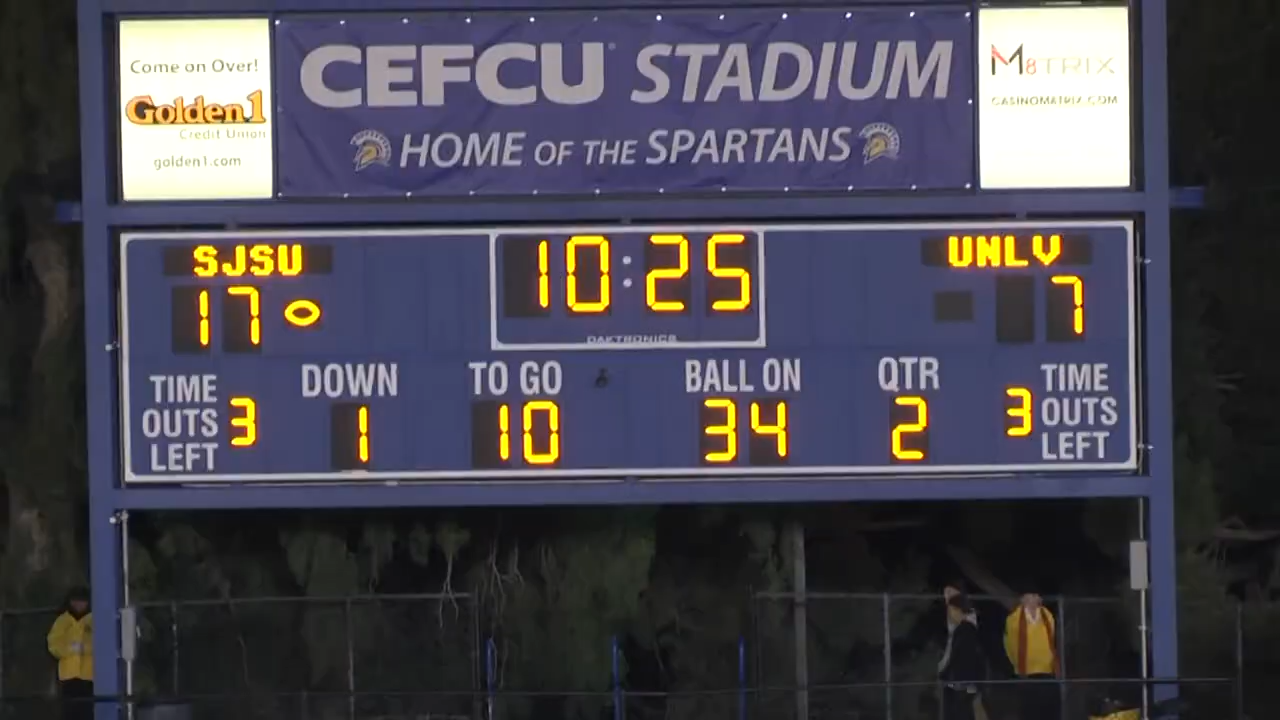 Come on Over!
Golden1
Credit Union
golden1.com
CEFCU STADIUM
HOME OF THE SPARTANS
M8TRIX
CASINOMATRIX.COM
SJSU
17
10:25
DAKTRONICS
UNLV
7
TIME OUTS LEFT 3
DOWN 1
TO GO 10
BALL ON 34
QTR 2
3 TIME OUTS LEFT